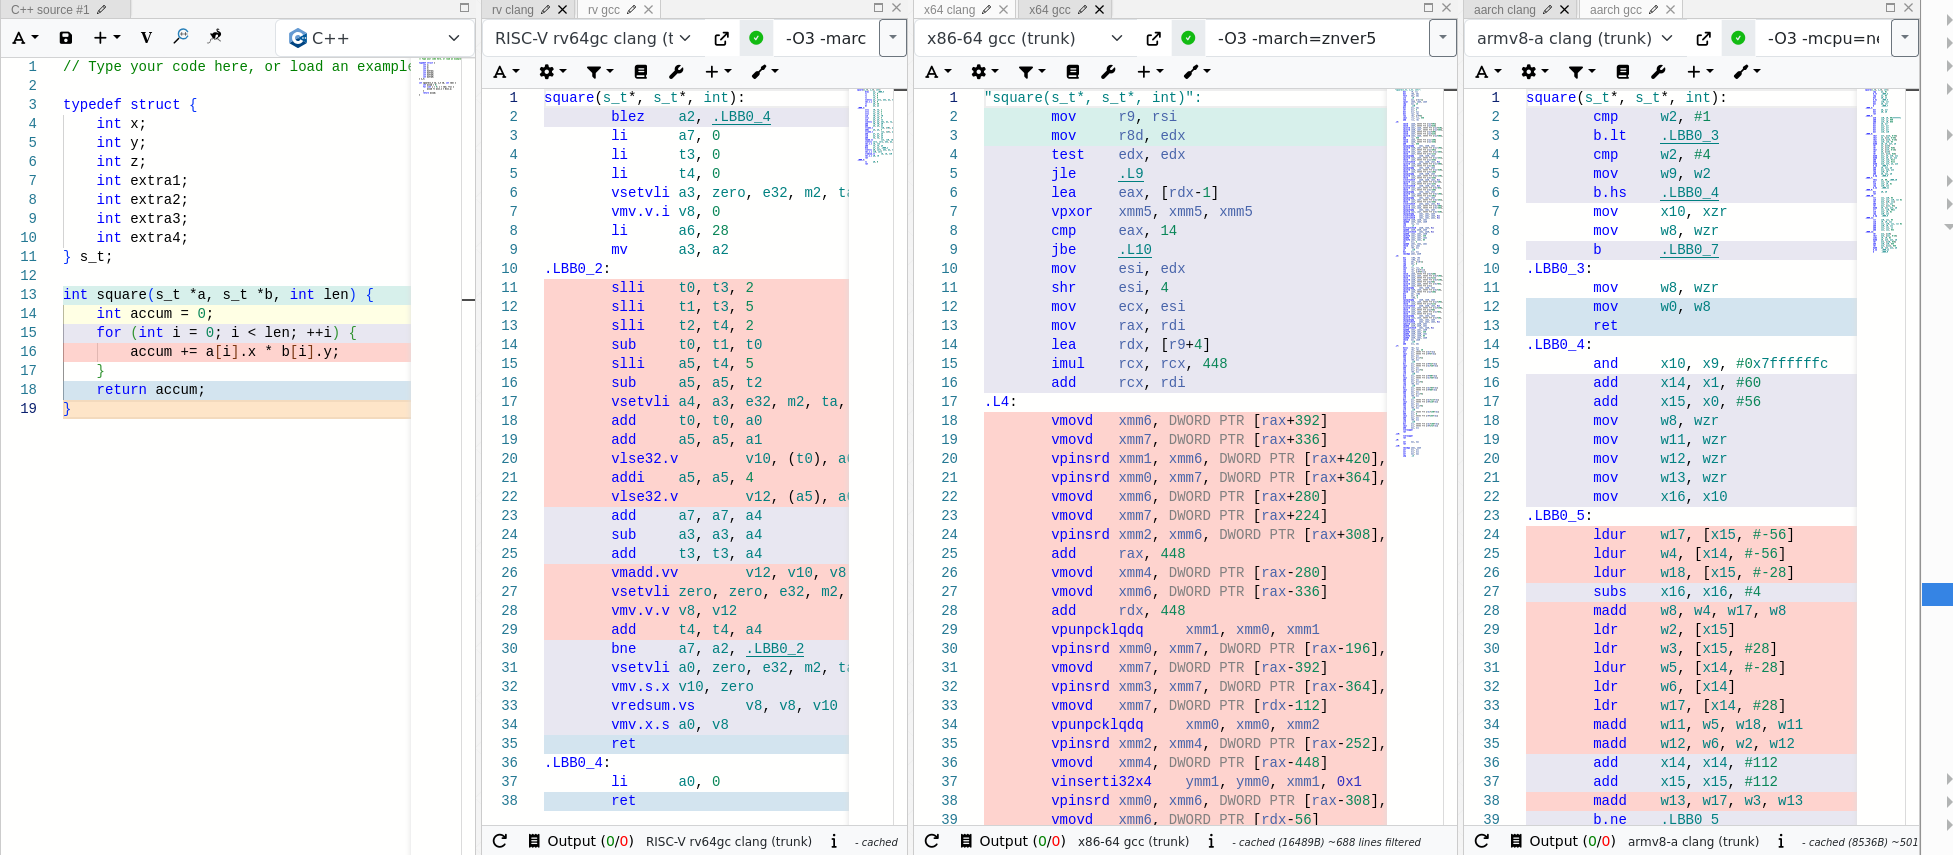 C++ source #1
A
V
C++
1 // Type your code here, or load an example
2
3 typedef struct {
4 int x;
5 int y;
6 int z;
7 int extra1;
8 int extra2;
9 int extra3;
10 int extra4;
11 } s_t;
12
13 int square(s_t *a, s_t *b, int len) {
14 int accum = 0;
15 for (int i = 0; i < len; ++i) {
16 accum += a[i].x * b[i].y;
17 }
18 return accum;
19 }
rv clang rv gcc
RISC-V rv64gc clang (t -O3 -marc
A
1 square(s_t*, s_t*, int):
2 blez a2, .LBB0_4
3 li a7, 0
4 li t3, 0
5 li t4, 0
6 vsetvli a3, zero, e32, m2, ta
7 vmv.v.i v8, 0
8 li a6, 28
9 mv a3, a2
10 .LBB0_2:
11 slli t0, t3, 2
12 slli t1, t3, 5
13 slli t2, t4, 2
14 sub t0, t1, t0
15 slli a5, t4, 5
16 sub a5, a5, t2
17 vsetvli a4, a3, e32, m2, ta,
18 add t0, t0, a0
19 add a5, a5, a1
20 vlse32.v v10, (t0), a
21 addi a5, a5, 4
22 vlse32.v v12, (a5), a
23 add a7, a7, a4
24 sub a3, a3, a4
25 add t3, t3, a4
26 vmadd.vv v12, v10, v8
27 vsetvli zero, zero, e32, m2,
28 vmv.v.v v8, v12
29 add t4, t4, a4
30 bne a7, a2, .LBB0_2
31 vsetvli a0, zero, e32, m2, ta
32 vmv.s.x v10, zero
33 vredsum.vs v8, v8, v10
34 vmv.x.s a0, v8
35 ret
36 .LBB0_4:
37 li a0, 0
38 ret
Output (0/0) RISC-V rv64gc clang (trunk) i - cached
x64 clang x64 gcc
x86-64 gcc (trunk) -O3 -march=znver5
A
1 "square(s_t*, s_t*, int)":
2 mov r9, rsi
3 mov r8d, edx
4 test edx, edx
5 jle .L9
6 lea eax, [rdx-1]
7 vpxor xmm5, xmm5, xmm5
8 cmp eax, 14
9 jbe .L10
10 mov esi, edx
11 shr esi, 4
12 mov ecx, esi
13 mov rax, rdi
14 lea rdx, [r9+4]
15 imul rcx, rcx, 448
16 add rcx, rdi
17 .L4:
18 vmovd xmm6, DWORD PTR [rax+392]
19 vmovd xmm7, DWORD PTR [rax+336]
20 vpinsrd xmm1, xmm6, DWORD PTR [rax+420],
21 vpinsrd xmm0, xmm7, DWORD PTR [rax+364],
22 vmovd xmm6, DWORD PTR [rax+280]
23 vmovd xmm7, DWORD PTR [rax+224]
24 vpinsrd xmm2, xmm6, DWORD PTR [rax+308],
25 add rax, 448
26 vmovd xmm4, DWORD PTR [rax-280]
27 vmovd xmm6, DWORD PTR [rax-336]
28 add rdx, 448
29 vpunpcklqdq xmm1, xmm0, xmm1
30 vpinsrd xmm0, xmm7, DWORD PTR [rax-196],
31 vmovd xmm7, DWORD PTR [rax-392]
32 vpinsrd xmm3, xmm7, DWORD PTR [rax-364],
33 vmovd xmm7, DWORD PTR [rdx-112]
34 vpunpcklqdq xmm0, xmm0, xmm2
35 vpinsrd xmm2, xmm4, DWORD PTR [rax-252],
36 vmovd xmm4, DWORD PTR [rax-448]
37 vinserti32x4 ymm1, ymm0, xmm1, 0x1
38 vpinsrd xmm0, xmm6, DWORD PTR [rax-308],
39 vmovd xmm6, DWORD PTR [rdx-56]
Output (0/0) x86-64 gcc (trunk) i - cached (16489B) ~688 lines filtered
aarch clang aarch gcc
armv8-a clang (trunk) -O3 -mcpu=ne
A
1 square(s_t*, s_t*, int):
2 cmp w2, #1
3 b.lt .LBB0_3
4 cmp w2, #4
5 mov w9, w2
6 b.hs .LBB0_4
7 mov x10, xzr
8 mov w8, wzr
9 b .LBB0_7
10 .LBB0_3:
11 mov w8, wzr
12 mov w0, w8
13 ret
14 .LBB0_4:
15 and x10, x9, #0x7ffffffc
16 add x14, x1, #60
17 add x15, x0, #56
18 mov w8, wzr
19 mov w11, wzr
20 mov w12, wzr
21 mov w13, wzr
22 mov x16, x10
23 .LBB0_5:
24 ldur w17, [x15, #-56]
25 ldur w4, [x14, #-56]
26 ldur w18, [x15, #-28]
27 subs x16, x16, #4
28 madd w8, w4, w17, w8
29 ldr w2, [x15]
30 ldr w3, [x15, #28]
31 ldur w5, [x14, #-28]
32 ldr w6, [x14]
33 ldr w17, [x14, #28]
34 madd w11, w5, w18, w11
35 madd w12, w6, w2, w12
36 add x14, x14, #112
37 add x15, x15, #112
38 madd w13, w17, w3, w13
39 b.ne .LBB0_5
Output (0/0) armv8-a clang (trunk) i - cached (8536B) ~501